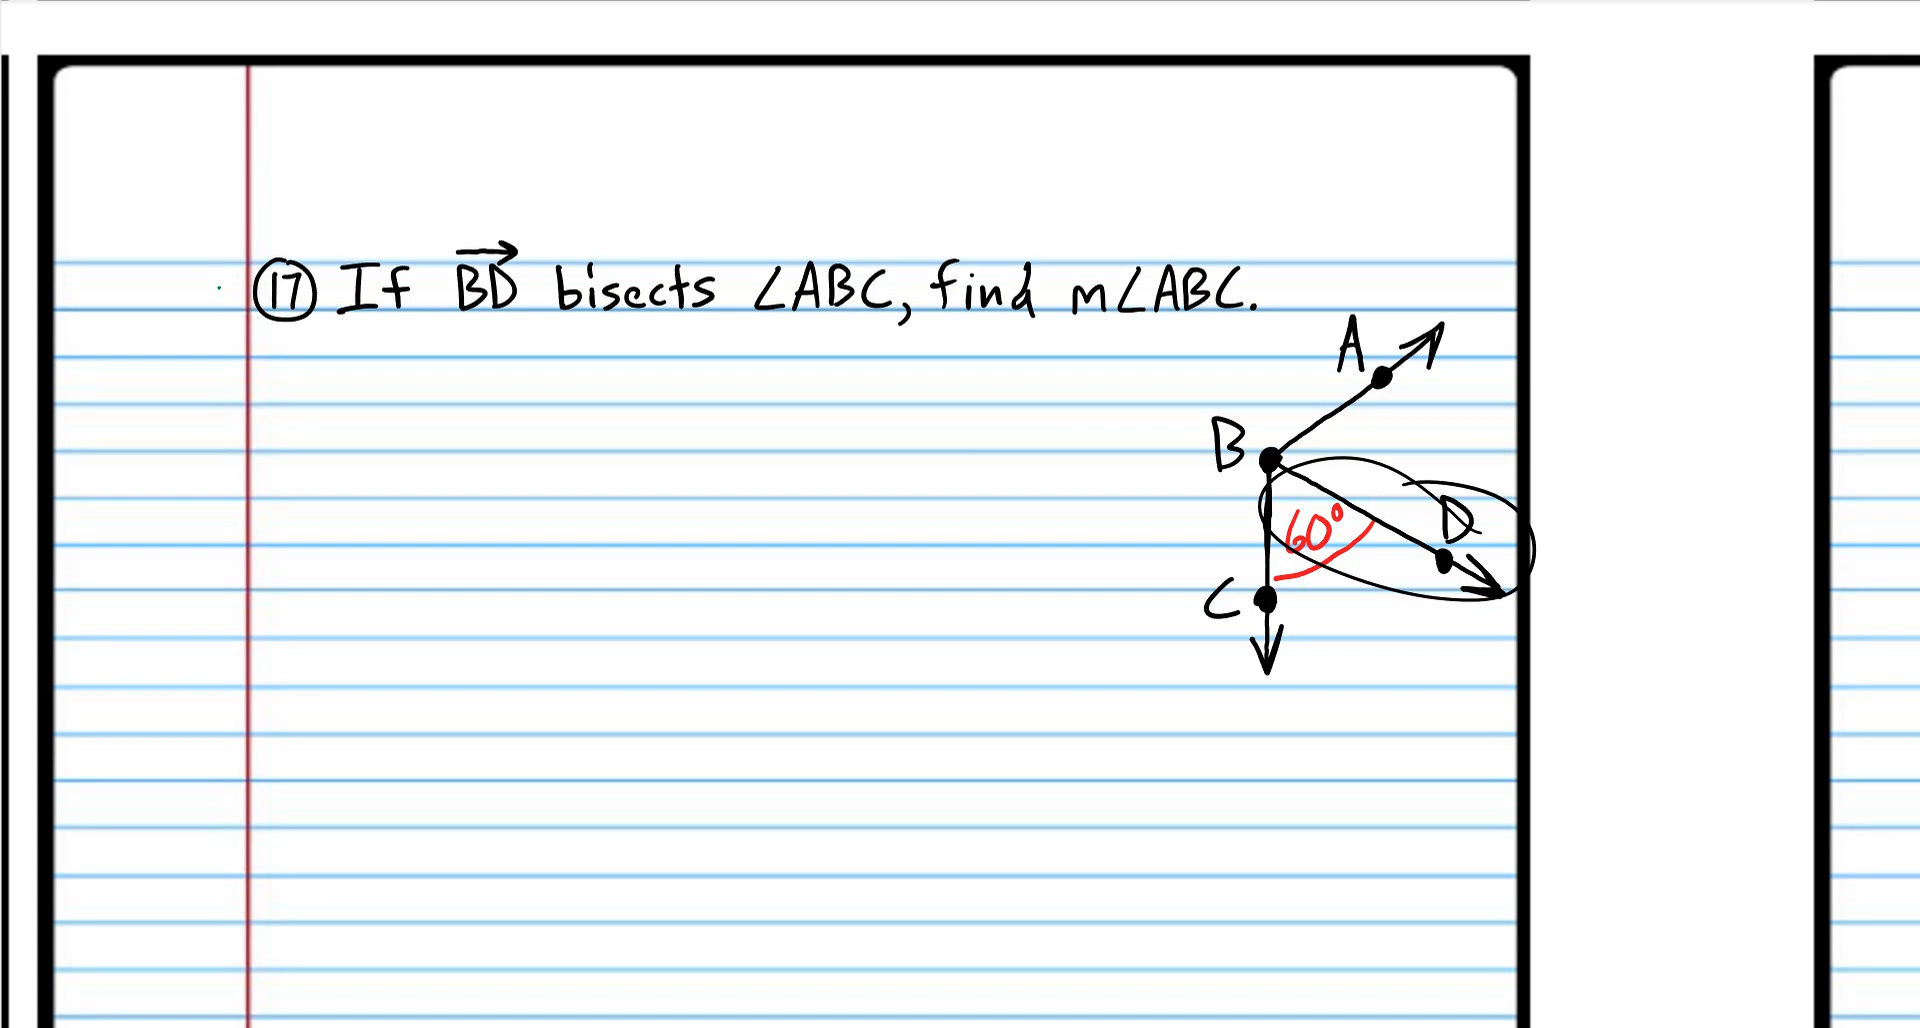 17 If BD bisects ∠ABC, find m∠ABC.
A
B
D
60°
C